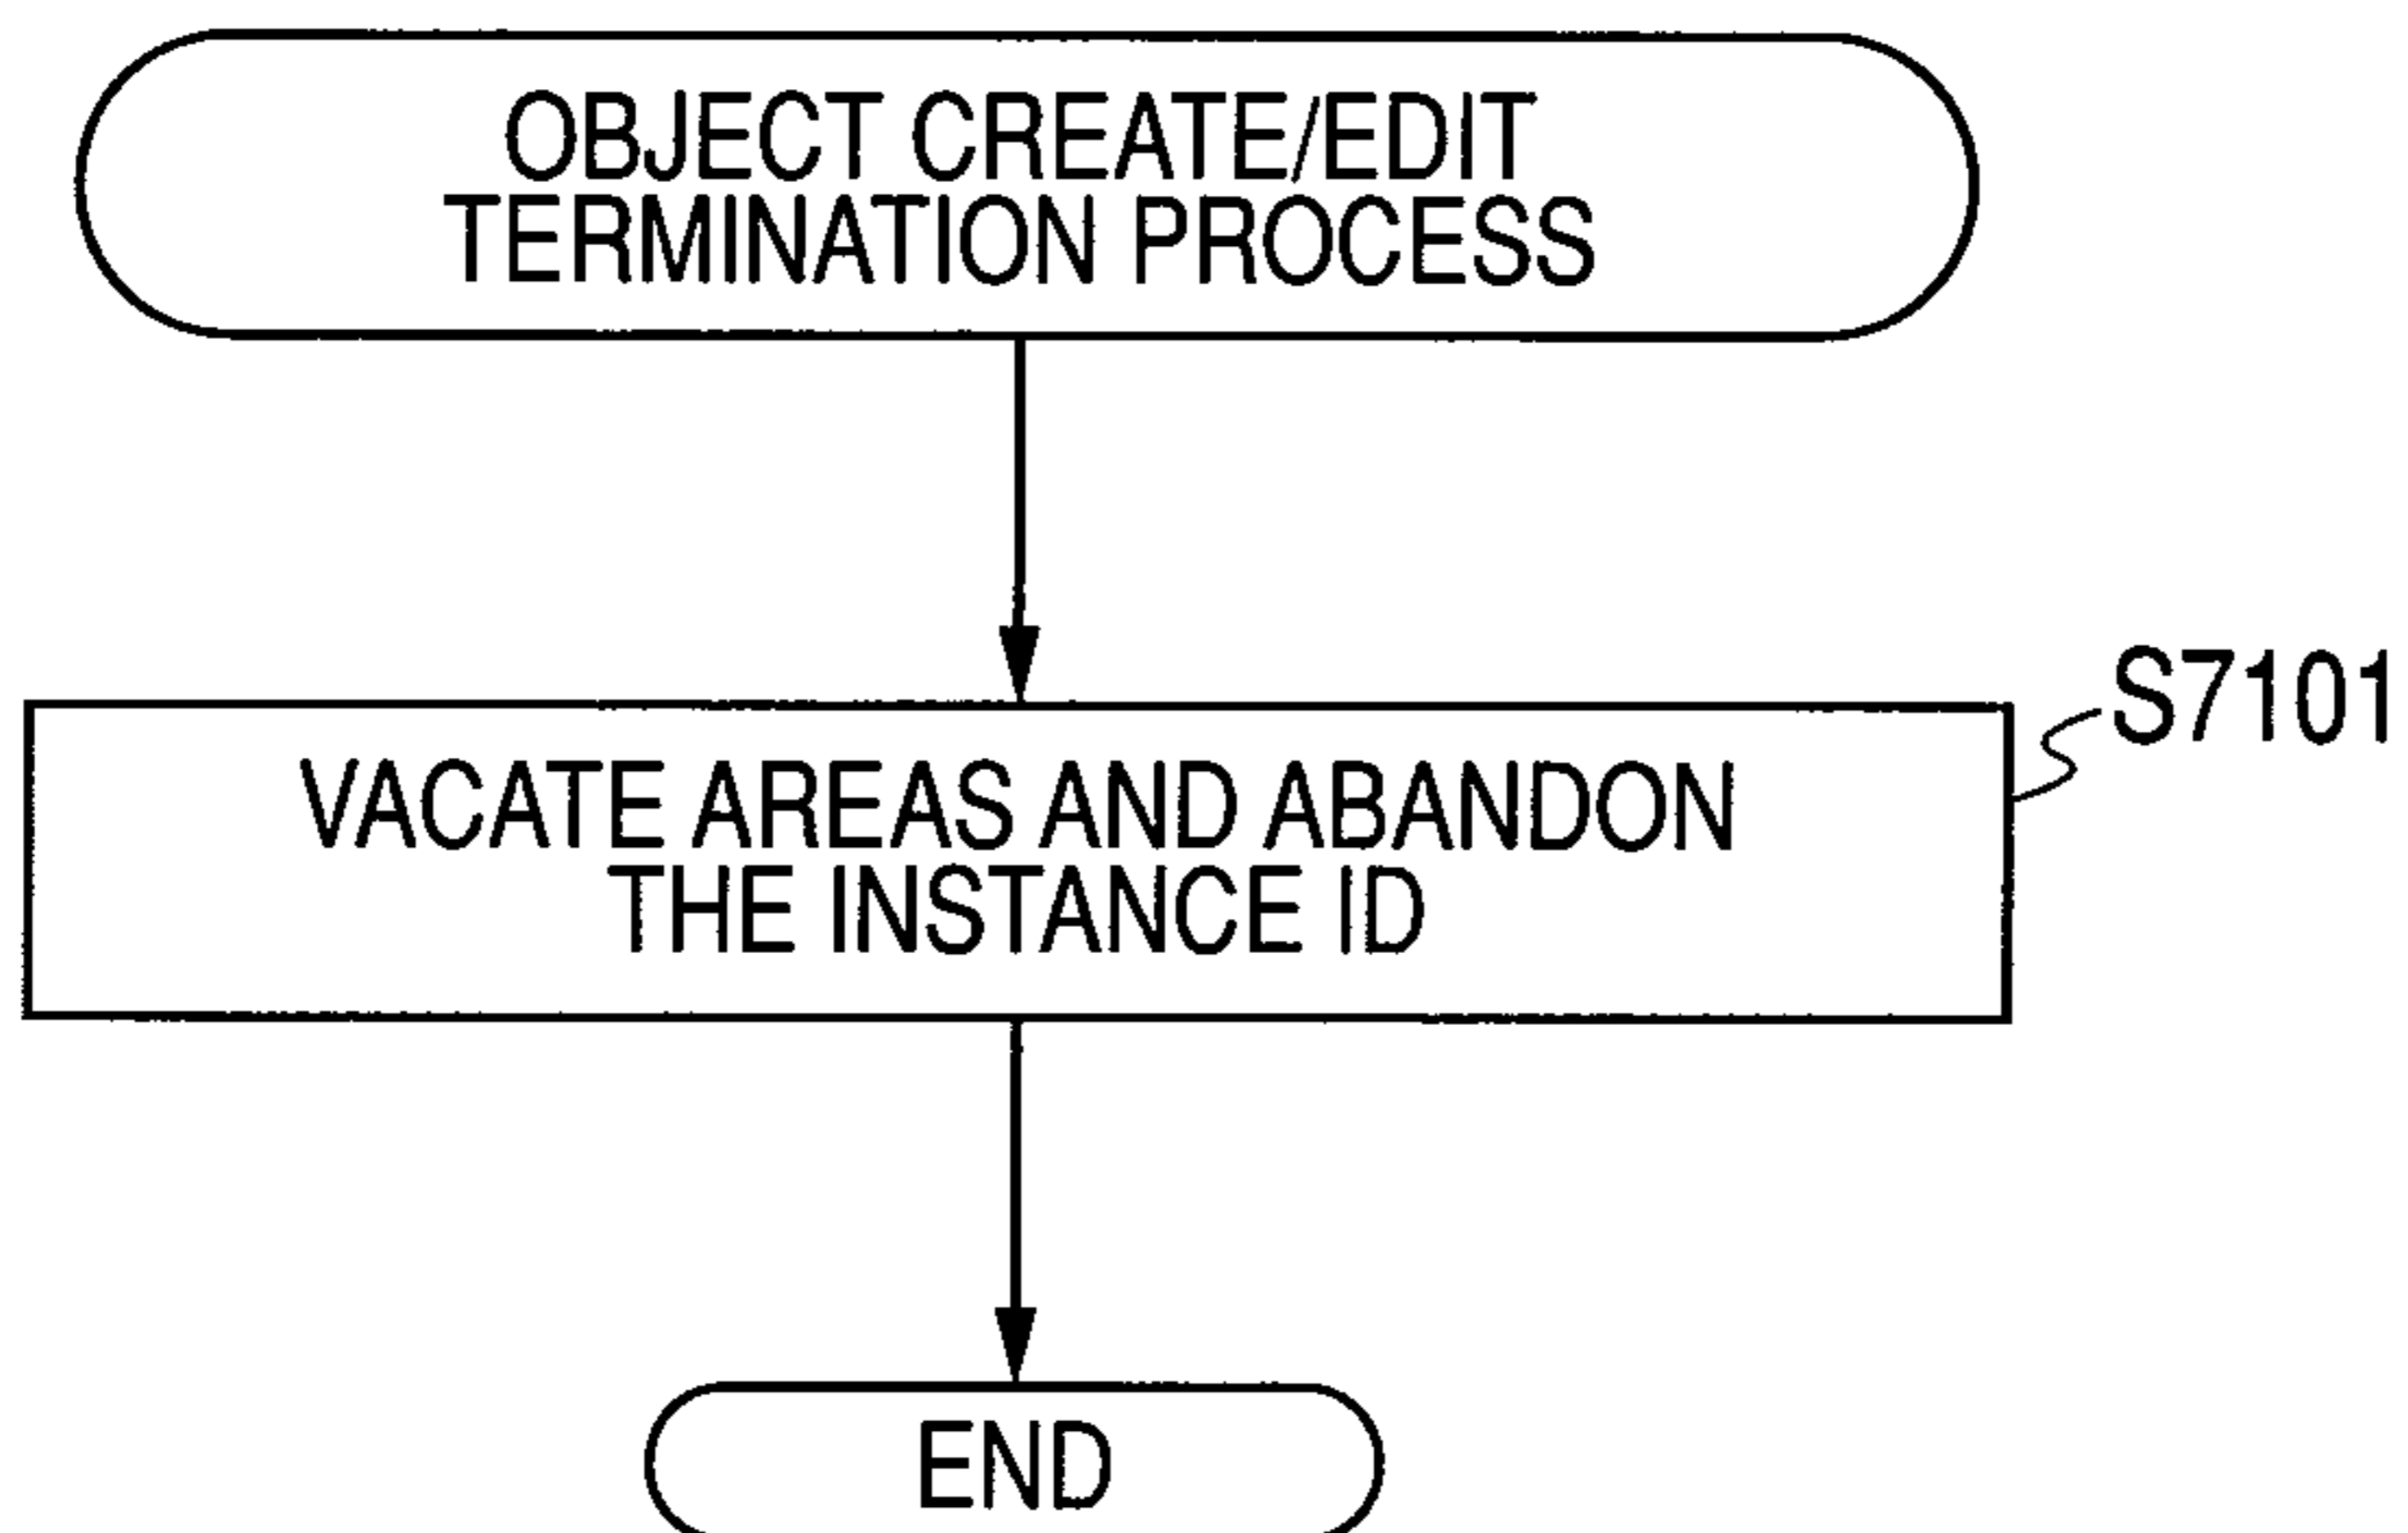 OBJECT CREATE/EDIT
TERMINATION PROCESS
S7101
VACATE AREAS AND ABANDON
THE INSTANCE ID
END